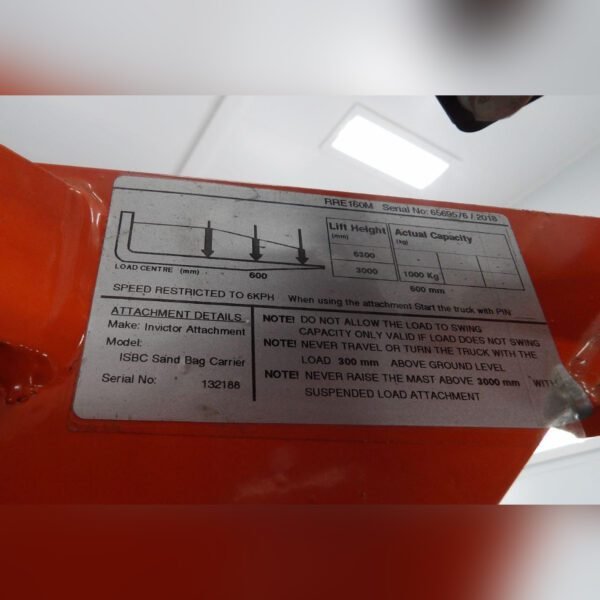 RRE160M Serial No: 6569576 / 2018
Lift Height Actual Capacity
(mm) (kg)
6300
3000 1000 Kg
600 mm
LOAD CENTRE (mm) 600
SPEED RESTRICTED TO 6KPH When using the attachment Start the truck with PIN
ATTACHMENT DETAILS
Make: Invictor Attachment
Model:
ISBC Sand Bag Carrier
Serial No: 132188
NOTE! DO NOT ALLOW THE LOAD TO SWING
CAPACITY ONLY VALID IF LOAD DOES NOT SWING
NOTE! NEVER TRAVEL OR TURN THE TRUCK WITH THE
LOAD 300 mm ABOVE GROUND LEVEL
NOTE! NEVER RAISE THE MAST ABOVE 3000 mm WITH
SUSPENDED LOAD ATTACHMENT